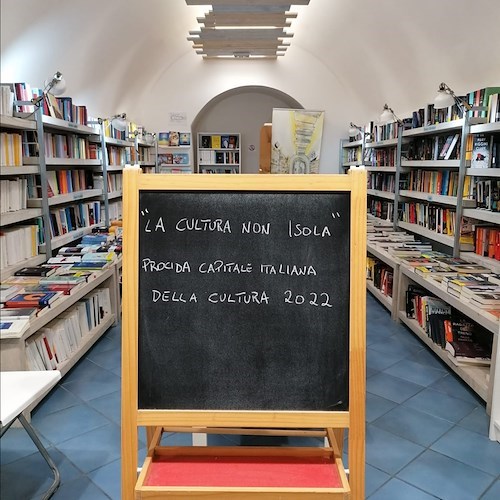 "LA CULTURA NON ISOLA"
PROCIDA CAPITALE ITALIANA
DELLA CULTURA 2022